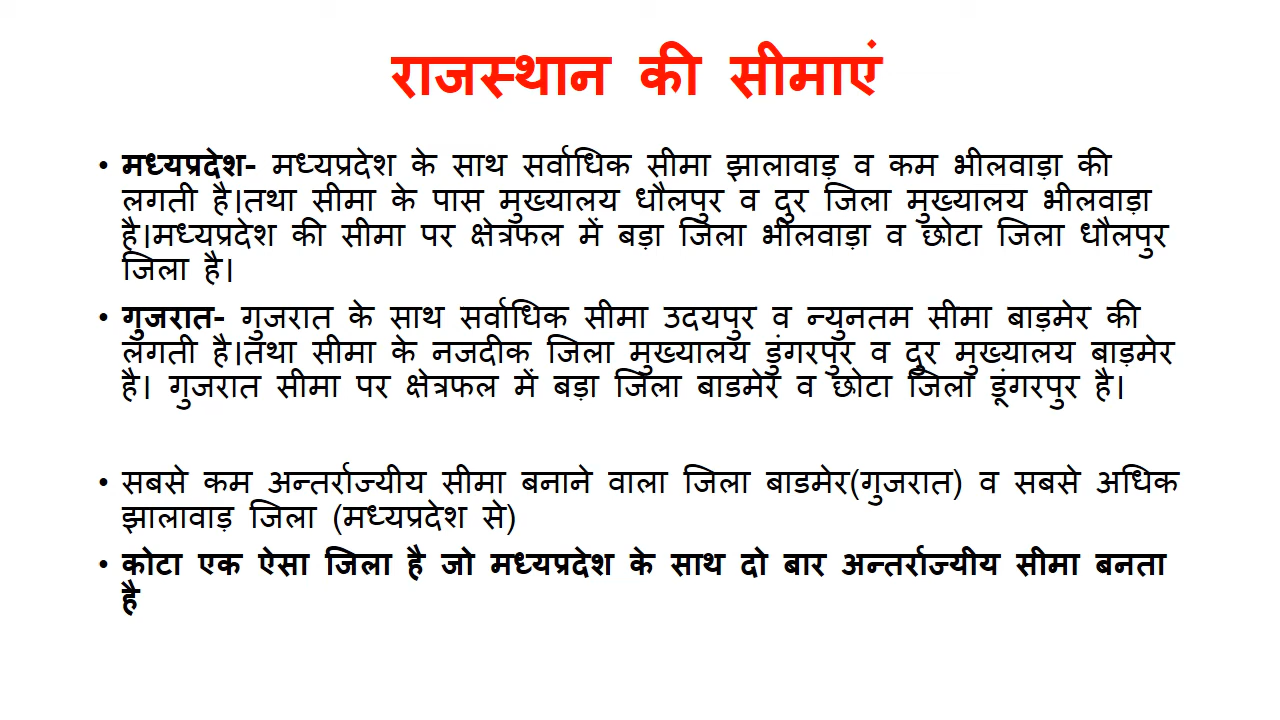 राजस्थान की सीमाएं
• मध्यप्रदेश- मध्यप्रदेश के साथ सर्वाधिक सीमा झालावाड़ व कम भीलवाड़ा की
लगती है।तथा सीमा के पास मुख्यालय धौलपुर व दुर जिला मुख्यालय भीलवाड़ा
है।मध्यप्रदेश की सीमा पर क्षेत्रफल में बड़ा जिला भीलवाड़ा व छोटा जिला धौलपुर
जिला है।
• गुजरात- गुजरात के साथ सर्वाधिक सीमा उदयपुर व न्युनतम सीमा बाड़मेर की
लगती है।तथा सीमा के नजदीक जिला मुख्यालय डुंगरपुर व दुर मुख्यालय बाड़मेर
है। गुजरात सीमा पर क्षेत्रफल में बड़ा जिला बाडमेर व छोटा जिला डूंगरपुर है।
• सबसे कम अन्तर्राज्यीय सीमा बनाने वाला जिला बाडमेर(गुजरात) व सबसे अधिक
झालावाड़ जिला (मध्यप्रदेश से)
• कोटा एक ऐसा जिला है जो मध्यप्रदेश के साथ दो बार अन्तर्राज्यीय सीमा बनता
है